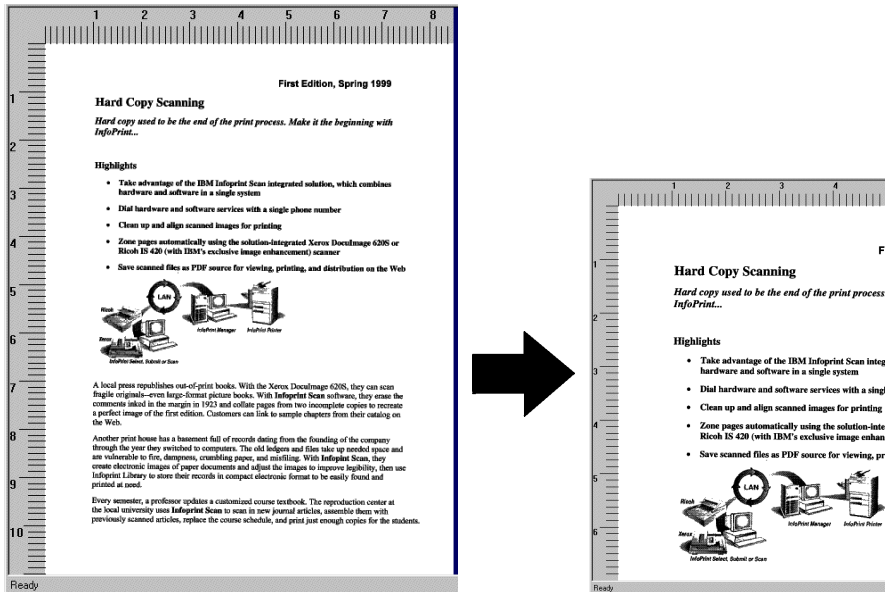 1 2 3 4 5 6 7 8
1
2
3
4
5
6
7
8
9
10
First Edition, Spring 1999
Hard Copy Scanning
Hard copy used to be the end of the print process. Make it the beginning with
InfoPrint...
Highlights
• Take advantage of the IBM Infoprint Scan integrated solution, which combines
hardware and software in a single system
• Dial hardware and software services with a single phone number
• Clean up and align scanned images for printing
• Zone pages automatically using the solution-integrated Xerox DocuImage 620S or
Ricoh IS 420 (with IBM's exclusive image enhancement) scanner
• Save scanned files as PDF source for viewing, printing, and distribution on the Web
LAN
Ricoh
Xerox
InfoPrint Manager
InfoPrint Printer
InfoPrint Select, Submit or Scan
A local press republishes out-of-print books. With the Xerox DocuImage 620S, they can scan
fragile originals--even large-format picture books. With Infoprint Scan software, they erase the
comments inked in the margin in 1923 and collate pages from two incomplete copies to recreate
a perfect image of the first edition. Customers can link to sample chapters from their catalog on
the Web.
Another print house has a basement full of records dating from the founding of the company
through the year they switched to computers. The old ledgers and files take up needed space and
are vulnerable to fire, dampness, crumbling paper, and misfiling. With Infopint Scan, they
create electronic images of paper documents and adjust the images to improve legibility, then use
Infoprint Library to store their records in compact electronic format to be easily found and
printed at need.
Every semester, a professor updates a customized course textbook. The reproduction center at
the local university uses Infoprint Scan to scan in new journal articles, assemble them with
previously scanned articles, replace the course schedule, and print just enough copies for the students.
Ready
1 2 3 4
1
2
3
4
5
6
F
Hard Copy Scanning
Hard copy used to be the end of the print process
InfoPrint...
Highlights
• Take advantage of the IBM Infoprint Scan integ
hardware and software in a single system
• Dial hardware and software services with a singl
• Clean up and align scanned images for printing
• Zone pages automatically using the solution-inte
Ricoh IS 420 (with IBM's exclusive image enhan
• Save scanned files as PDF source for viewing, pr
LAN
Ricoh
Xerox
InfoPrint Manager
InfoPrint Printer
InfoPrint Select, Submit or Scan
Ready